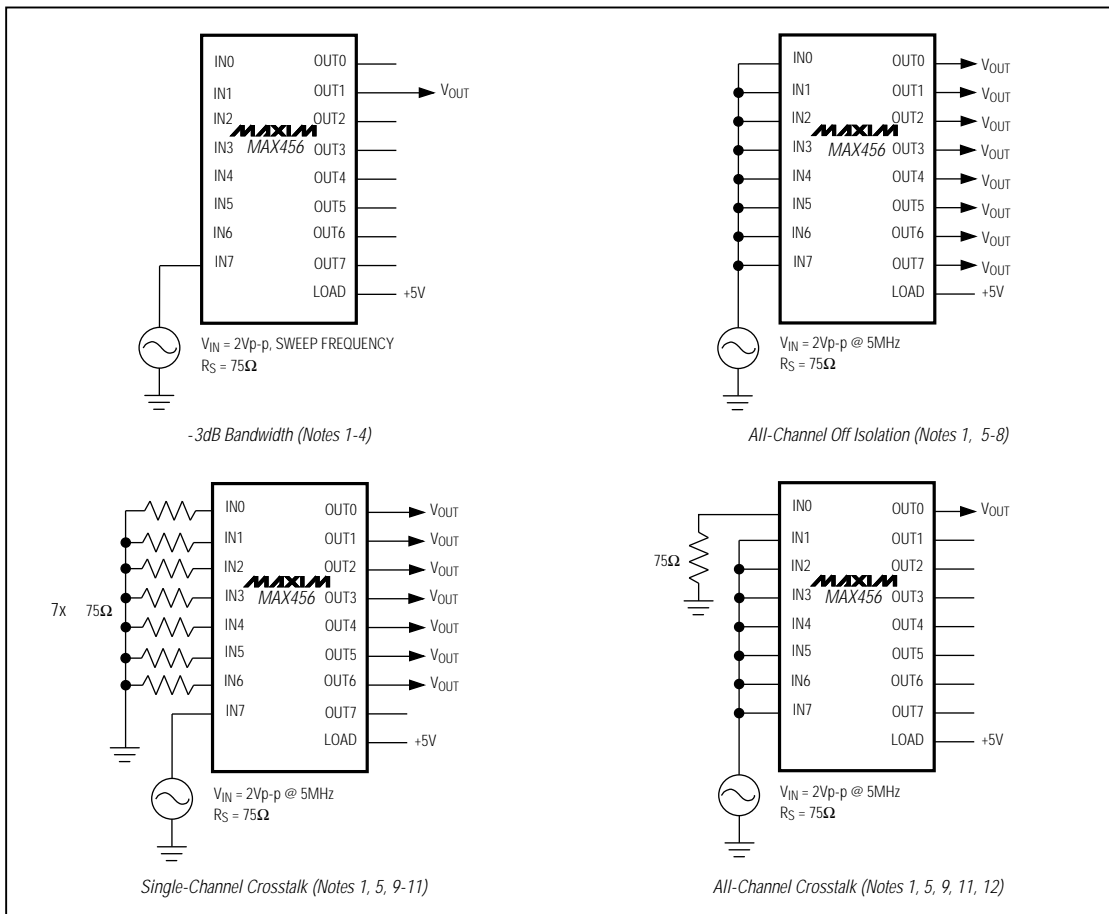 IN0 OUT0
IN1 OUT1 VOUT
IN2 OUT2
MAXIM
MAX456
IN3 OUT3
IN4 OUT4
IN5 OUT5
IN6 OUT6
IN7 OUT7
LOAD +5V
VIN = 2Vp-p, SWEEP FREQUENCY
RS = 75Ω
-3dB Bandwidth (Notes 1-4)
IN0 OUT0 VOUT
IN1 OUT1 VOUT
IN2 OUT2 VOUT
MAXIM
MAX456
IN3 OUT3 VOUT
IN4 OUT4 VOUT
IN5 OUT5 VOUT
IN6 OUT6 VOUT
IN7 OUT7 VOUT
LOAD +5V
VIN = 2Vp-p @ 5MHz
RS = 75Ω
All-Channel Off Isolation (Notes 1, 5-8)
IN0 OUT0 VOUT
IN1 OUT1 VOUT
IN2 OUT2 VOUT
MAXIM
MAX456
7x 75Ω
IN3 OUT3 VOUT
IN4 OUT4 VOUT
IN5 OUT5 VOUT
IN6 OUT6 VOUT
IN7 OUT7
LOAD +5V
VIN = 2Vp-p @ 5MHz
RS = 75Ω
Single-Channel Crosstalk (Notes 1, 5, 9-11)
IN0 OUT0 VOUT
IN1 OUT1
75Ω
IN2 OUT2
MAXIM
MAX456
IN3 OUT3
IN4 OUT4
IN5 OUT5
IN6 OUT6
IN7 OUT7
LOAD +5V
VIN = 2Vp-p @ 5MHz
RS = 75Ω
All-Channel Crosstalk (Notes 1, 5, 9, 11, 12)